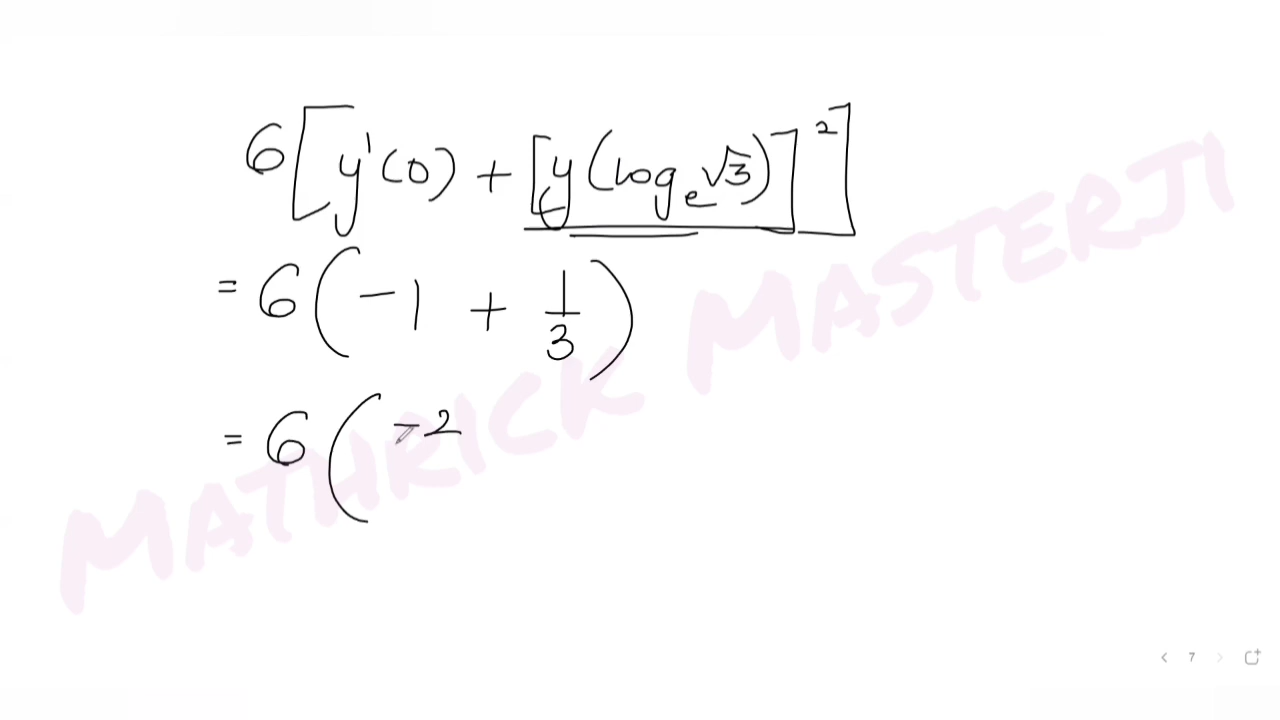 6[y'(0) + [y(log_e√3)]²]
= 6(-1 + 1/3)
= 6(-2
MATHRICK MASTERJI
< 7 >